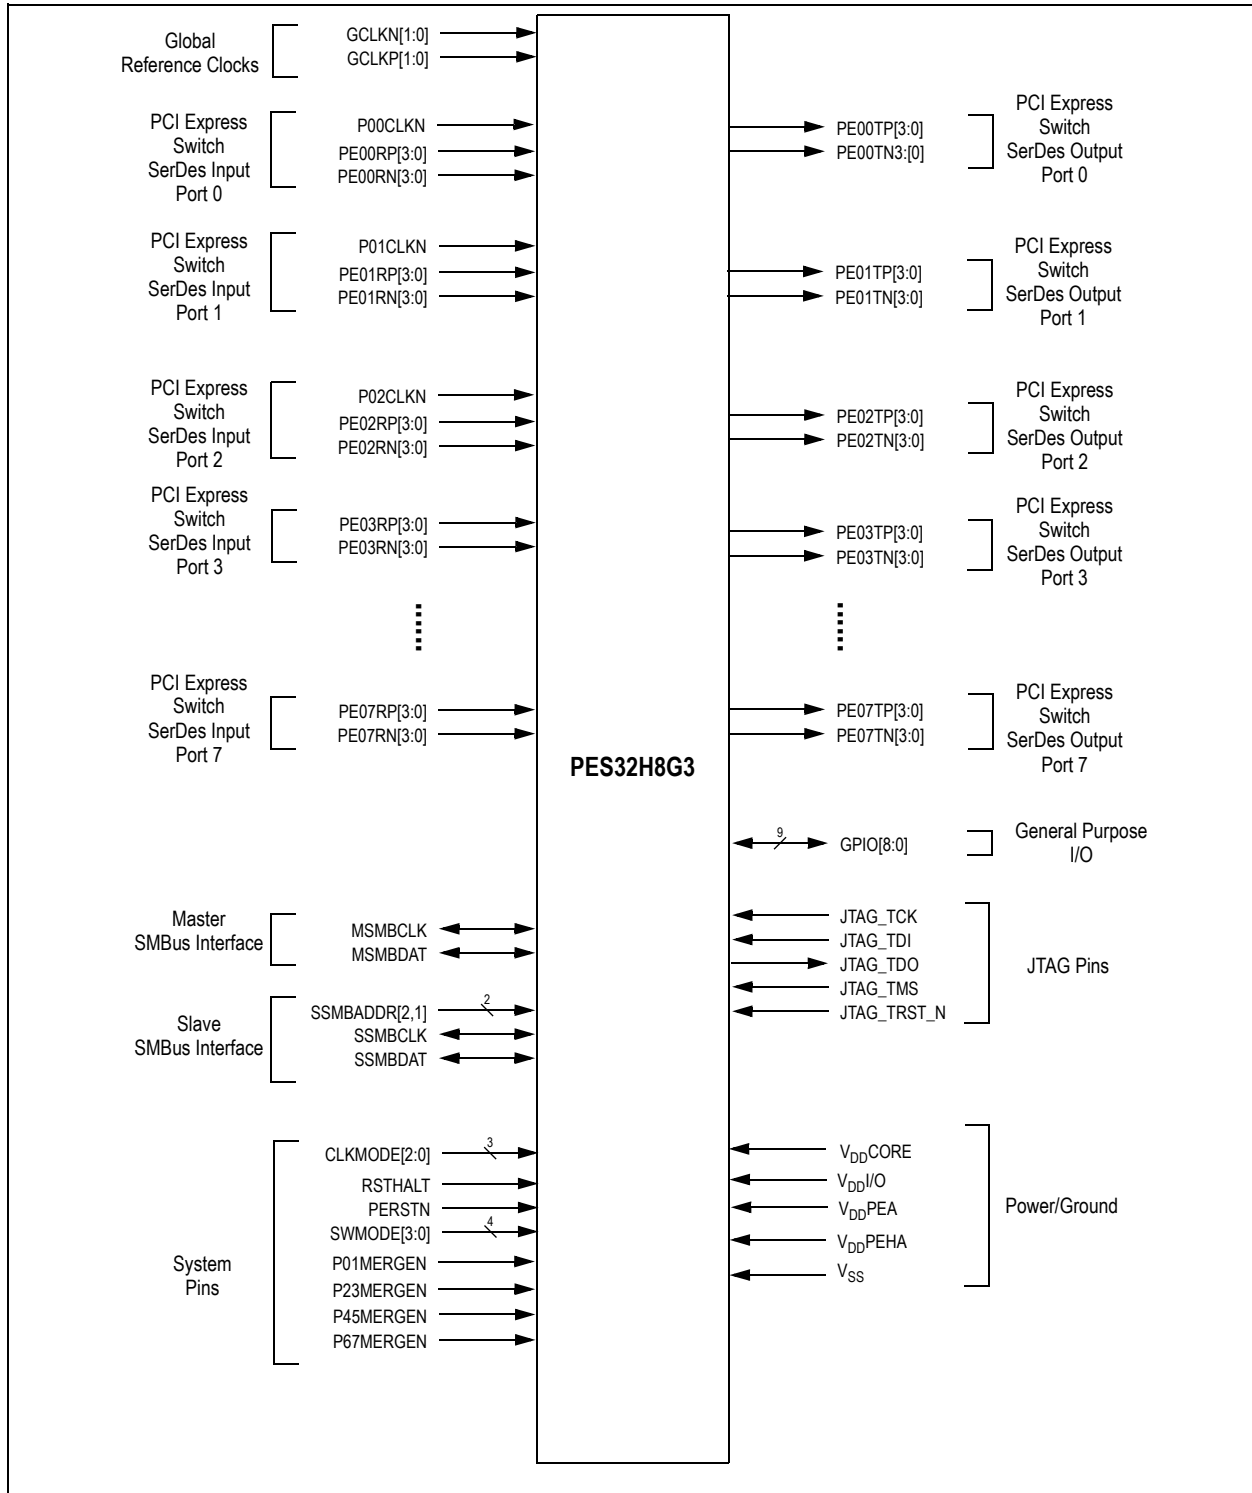 Global
Reference Clocks
GCLKN[1:0]
GCLKP[1:0]
PCI Express
Switch
SerDes Input
Port 0
P00CLKN
PE00RP[3:0]
PE00RN[3:0]
PE00TP[3:0]
PE00TN3:[0]
PCI Express
Switch
SerDes Output
Port 0
PCI Express
Switch
SerDes Input
Port 1
P01CLKN
PE01RP[3:0]
PE01RN[3:0]
PE01TP[3:0]
PE01TN[3:0]
PCI Express
Switch
SerDes Output
Port 1
PCI Express
Switch
SerDes Input
Port 2
P02CLKN
PE02RP[3:0]
PE02RN[3:0]
PE02TP[3:0]
PE02TN[3:0]
PCI Express
Switch
SerDes Output
Port 2
PCI Express
Switch
SerDes Input
Port 3
PE03RP[3:0]
PE03RN[3:0]
PE03TP[3:0]
PE03TN[3:0]
PCI Express
Switch
SerDes Output
Port 3
PCI Express
Switch
SerDes Input
Port 7
PE07RP[3:0]
PE07RN[3:0]
PE07TP[3:0]
PE07TN[3:0]
PCI Express
Switch
SerDes Output
Port 7
PES32H8G3
9
GPIO[8:0]
General Purpose
I/O
Master
SMBus Interface
MSMBCLK
MSMBDAT
JTAG_TCK
JTAG_TDI
JTAG_TDO
JTAG_TMS
JTAG_TRST_N
JTAG Pins
Slave
SMBus Interface
SSMBADDR[2,1]
2
SSMBCLK
SSMBDAT
System
Pins
CLKMODE[2:0]
3
RSTHALT
PERSTN
SWMODE[3:0]
4
P01MERGEN
P23MERGEN
P45MERGEN
P67MERGEN
VDDCORE
VDDI/O
VDDPEA
VDDPEHA
VSS
Power/Ground